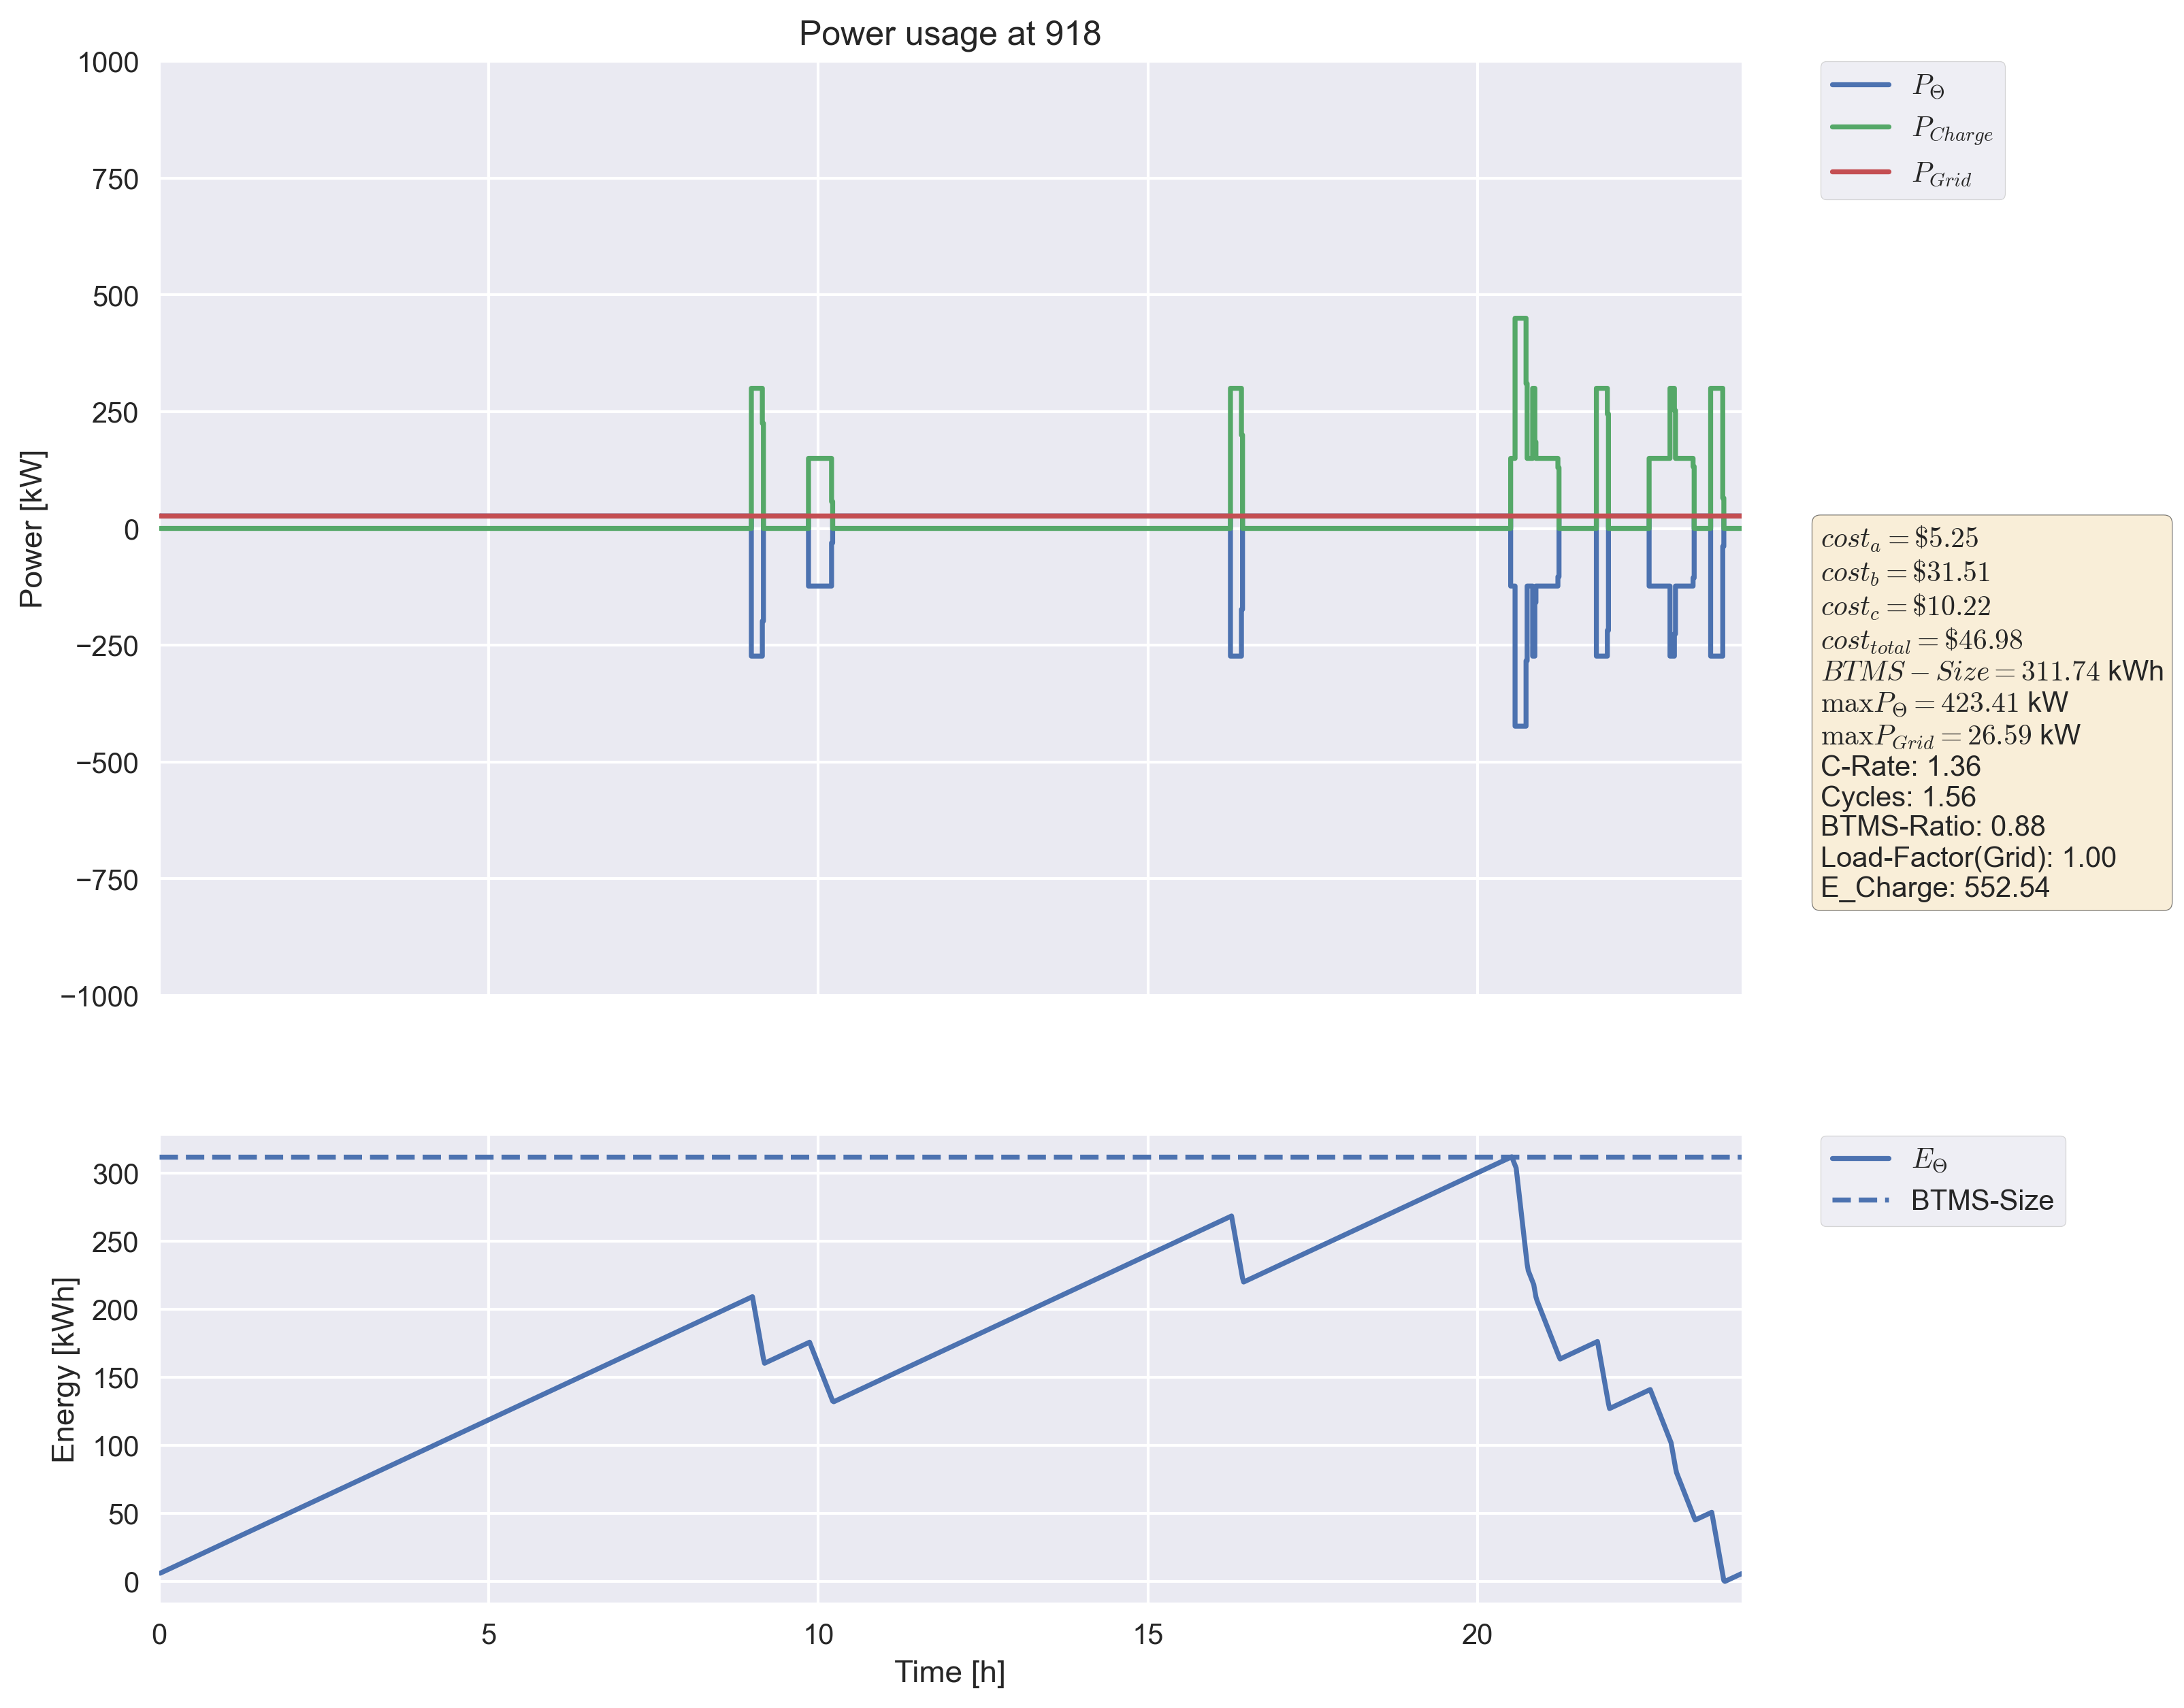 Power usage at 918
1000
750
500
250
0
−250
−500
−750
−1000
Power [kW]
P_Θ
P_Charge
P_Grid
cost_a = $5.25
cost_b = $31.51
cost_c = $10.22
cost_total = $46.98
BTMS − Size = 311.74 kWh
max P_Θ = 423.41 kW
max P_Grid = 26.59 kW
C-Rate: 1.36
Cycles: 1.56
BTMS-Ratio: 0.88
Load-Factor(Grid): 1.00
E_Charge: 552.54
300
250
200
150
100
50
0
Energy [kWh]
0 5 10 15 20
Time [h]
E_Θ
BTMS-Size